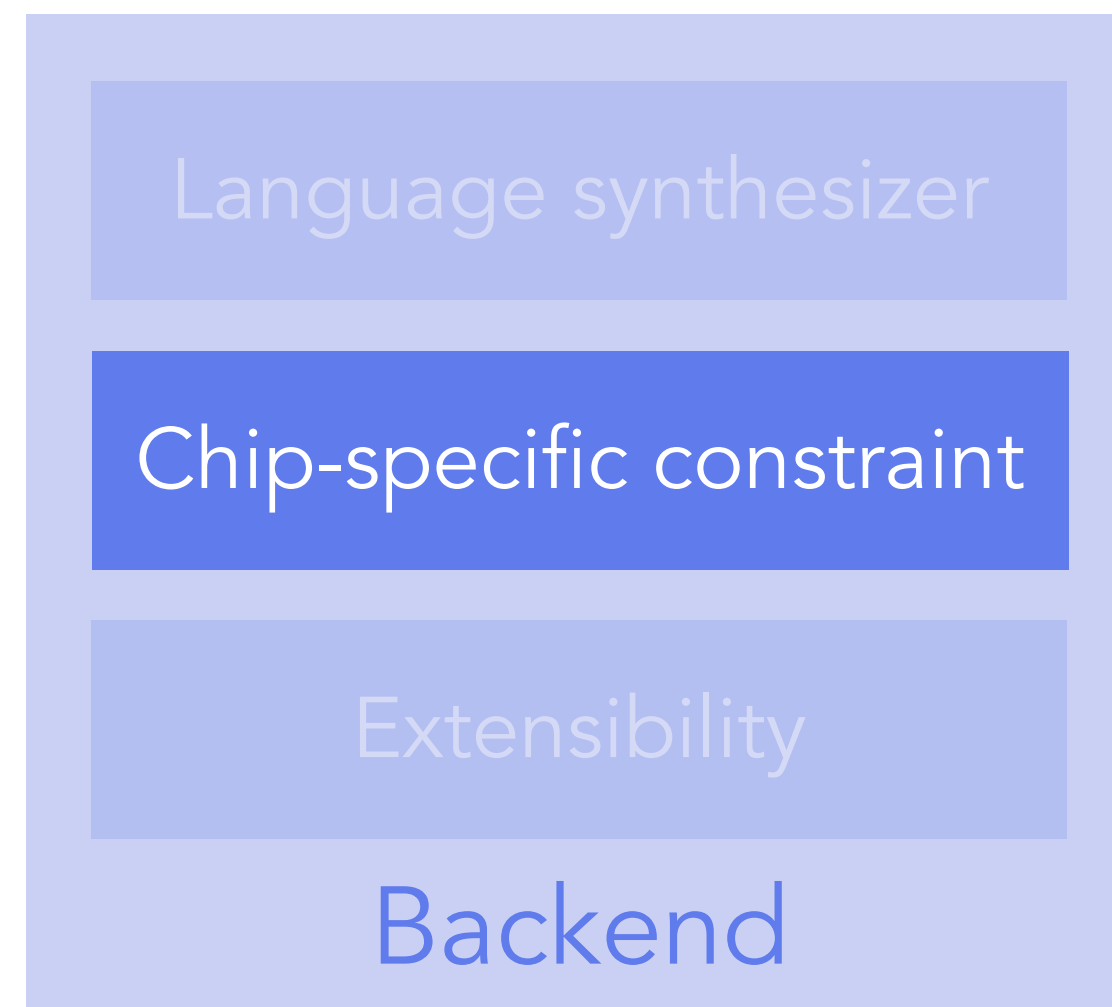 Language synthesizer
Chip-specific constraint
Extensibility
Backend